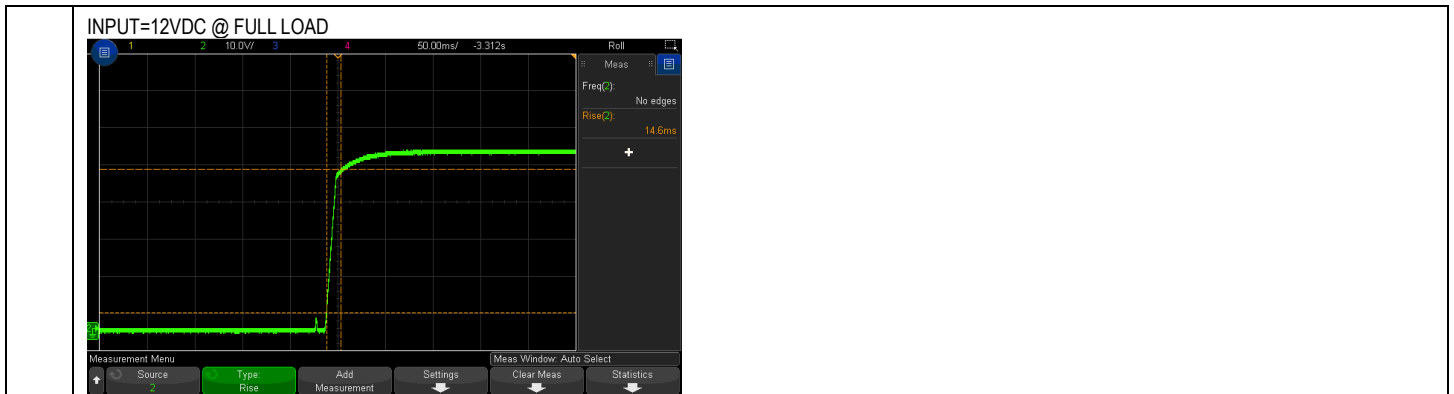 INPUT=12VDC @ FULL LOAD
1 2 10.0V/ 3 4 50.00ms/ -3.312s Roll
Meas
Freq(2):
No edges
Rise(2):
14.6ms
+
Measurement Menu Meas Window: Auto Select
Source Type: Add Settings Clear Meas Statistics
2 Rise Measurement